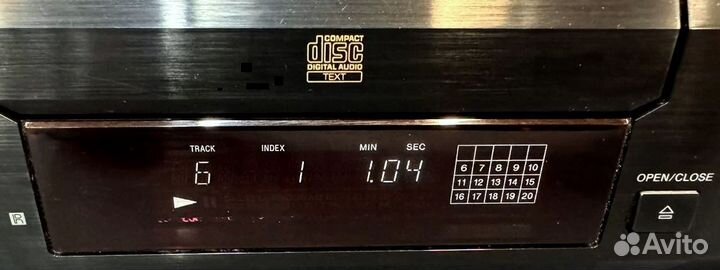 COMPACT
disc
DIGITAL AUDIO
TEXT
TRACK INDEX MIN SEC
6 1 1.04
6 7 8 9 10
11 12 13 14 15
16 17 18 19 20
OPEN/CLOSE
R
Avito